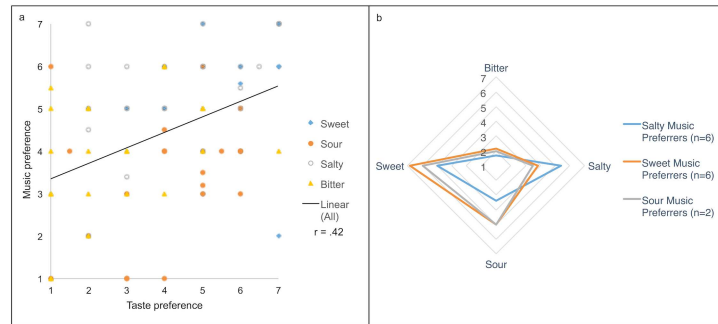 a
7
6
5
4
3
2
1
Music preference
1 2 3 4 5 6 7
Taste preference
Sweet
Sour
Salty
Bitter
Linear
(All)
r = .42
b
Bitter
7
6
5
4
3
2
1
Sweet
Salty
Sour
Salty Music
Preferrers (n=6)
Sweet Music
Preferrers (n=6)
Sour Music
Preferrers (n=2)